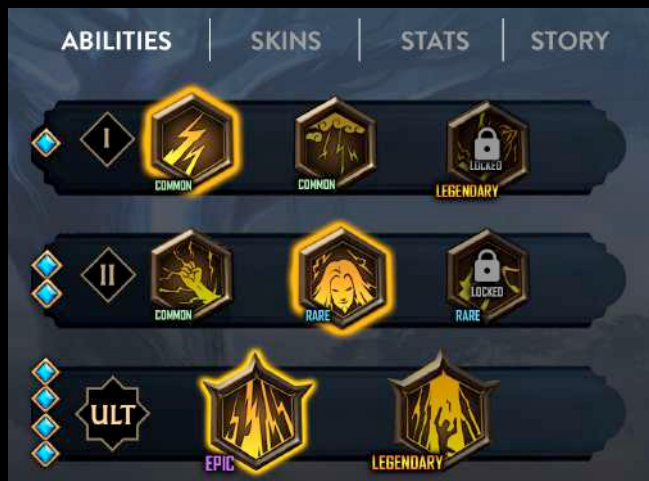 ABILITIES SKINS STATS STORY
I
COMMON COMMON LOCKED
LEGENDARY
II
LOCKED
COMMON RARE RARE
ULT
EPIC LEGENDARY